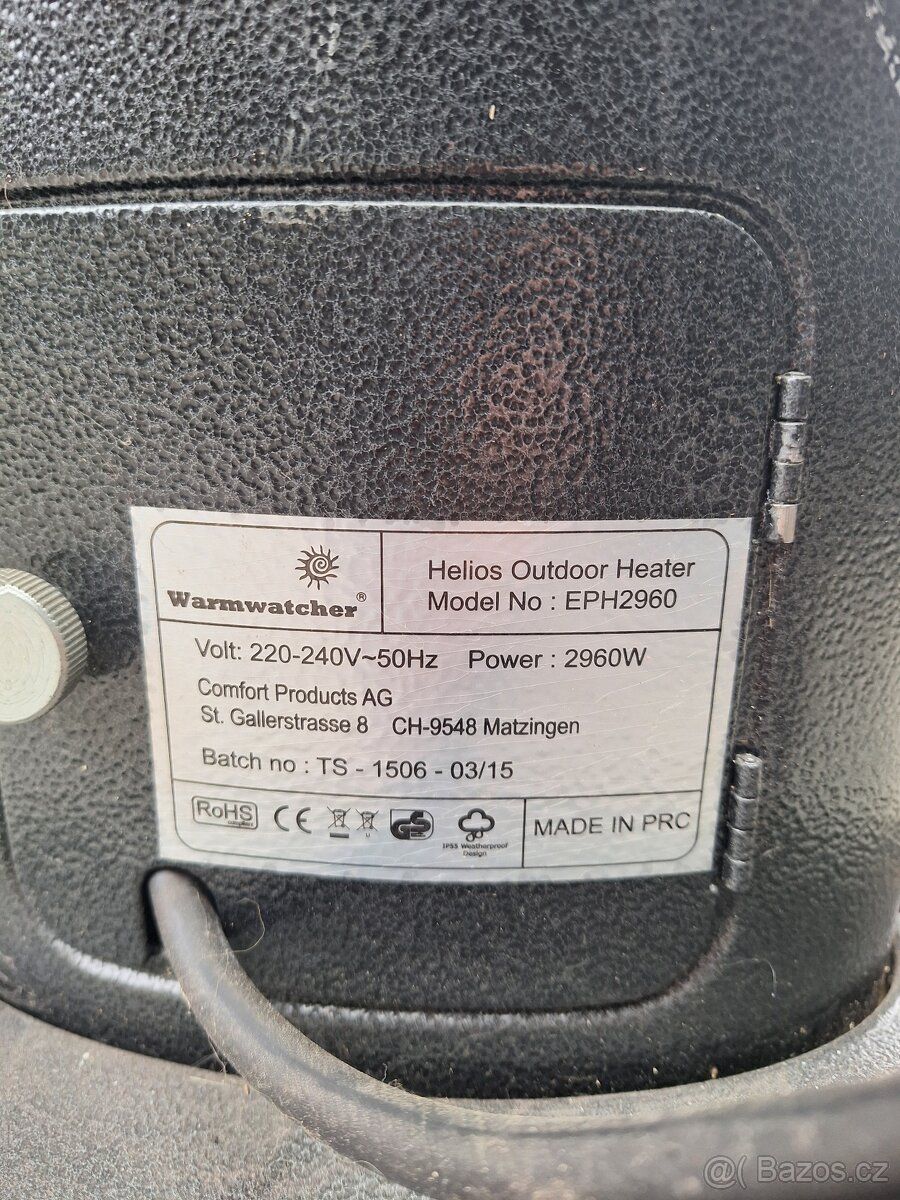 Warmwatcher ®
Helios Outdoor Heater
Model No : EPH2960
Volt: 220-240V~50Hz Power : 2960W
Comfort Products AG
St. Gallerstrasse 8 CH-9548 Matzingen
Batch no : TS - 1506 - 03/15
RoHS
compliant
CE
GS
IP55 Weatherproof
Design
MADE IN PRC
@( Bazos.cz